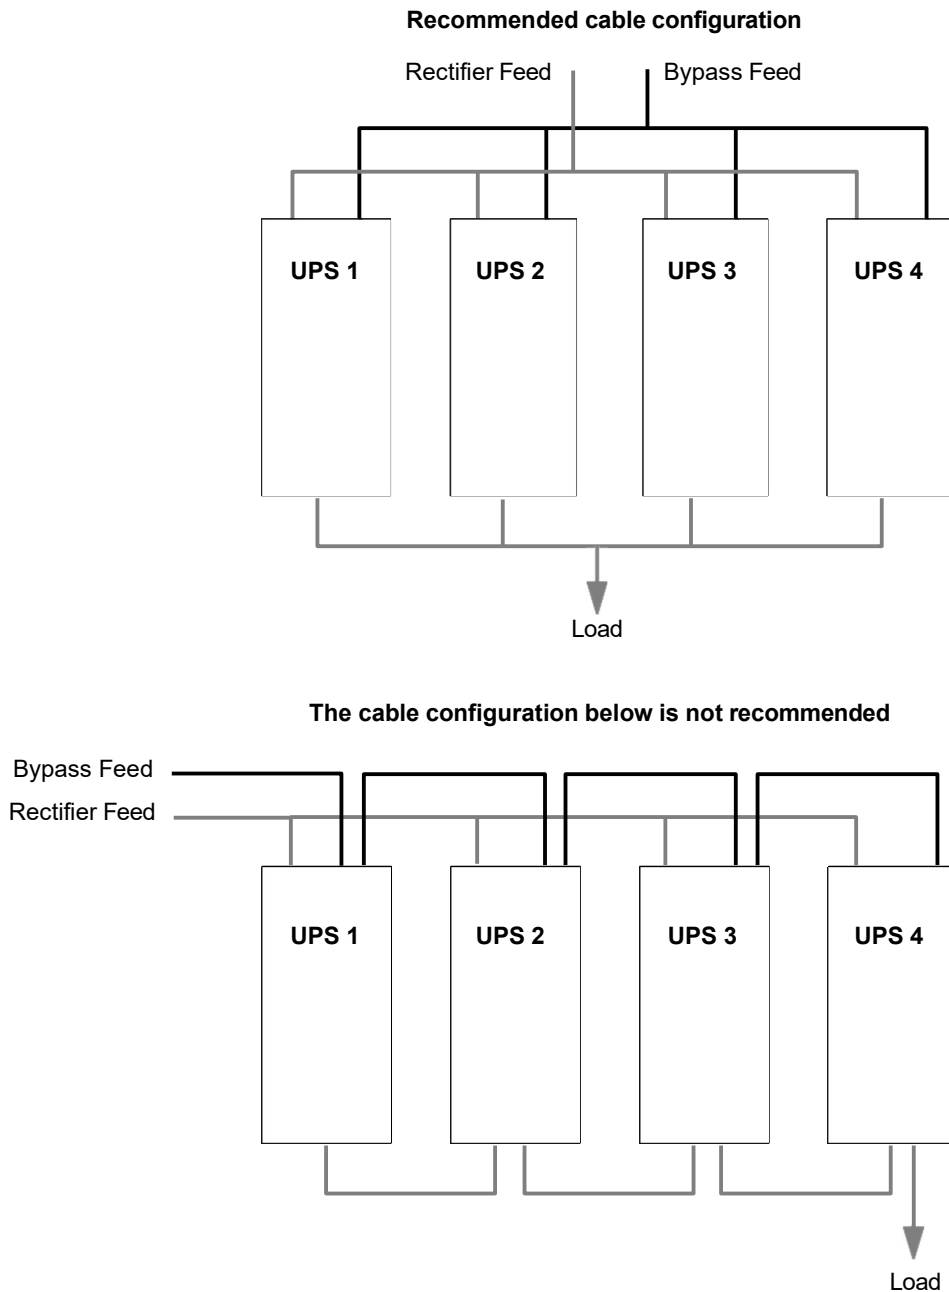 Recommended cable configuration
Rectifier Feed Bypass Feed
UPS 1 UPS 2 UPS 3 UPS 4
Load
The cable configuration below is not recommended
Bypass Feed
Rectifier Feed
UPS 1 UPS 2 UPS 3 UPS 4
Load